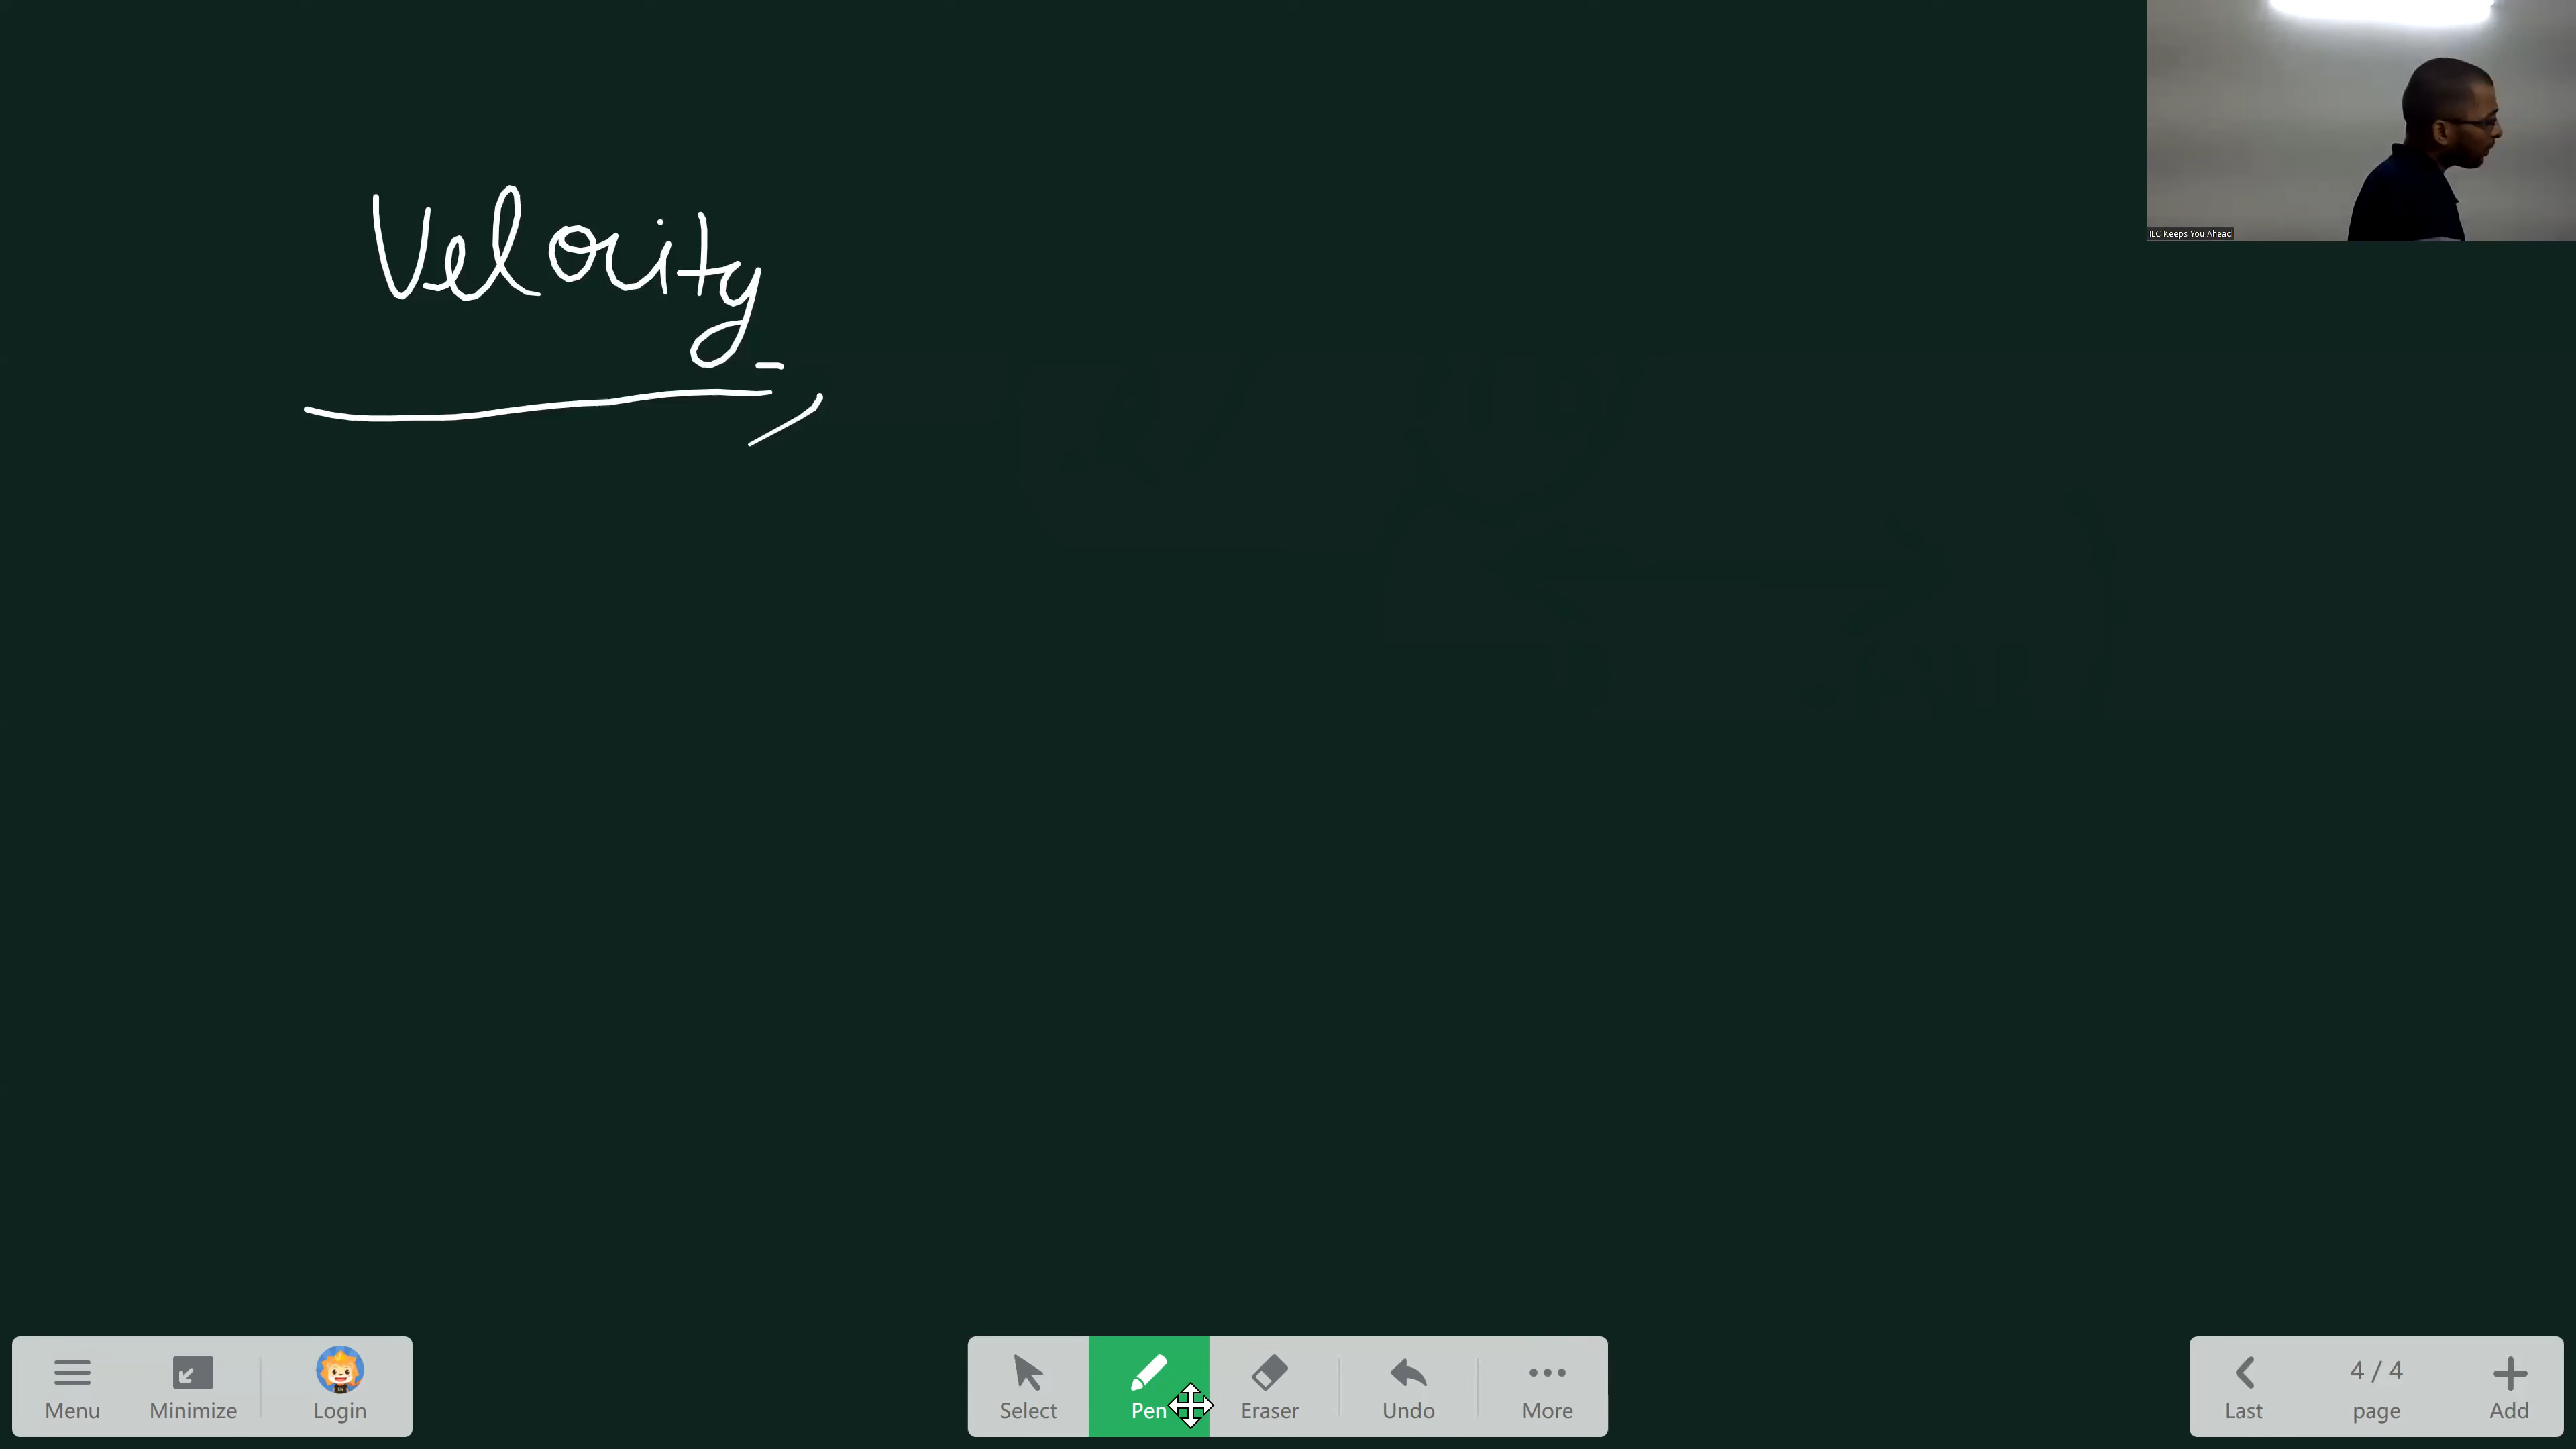 Velocity
ILC Keeps You Ahead
Menu
Minimize
Login
Select
Pen
Eraser
Undo
More
Last
4 / 4
page
Add